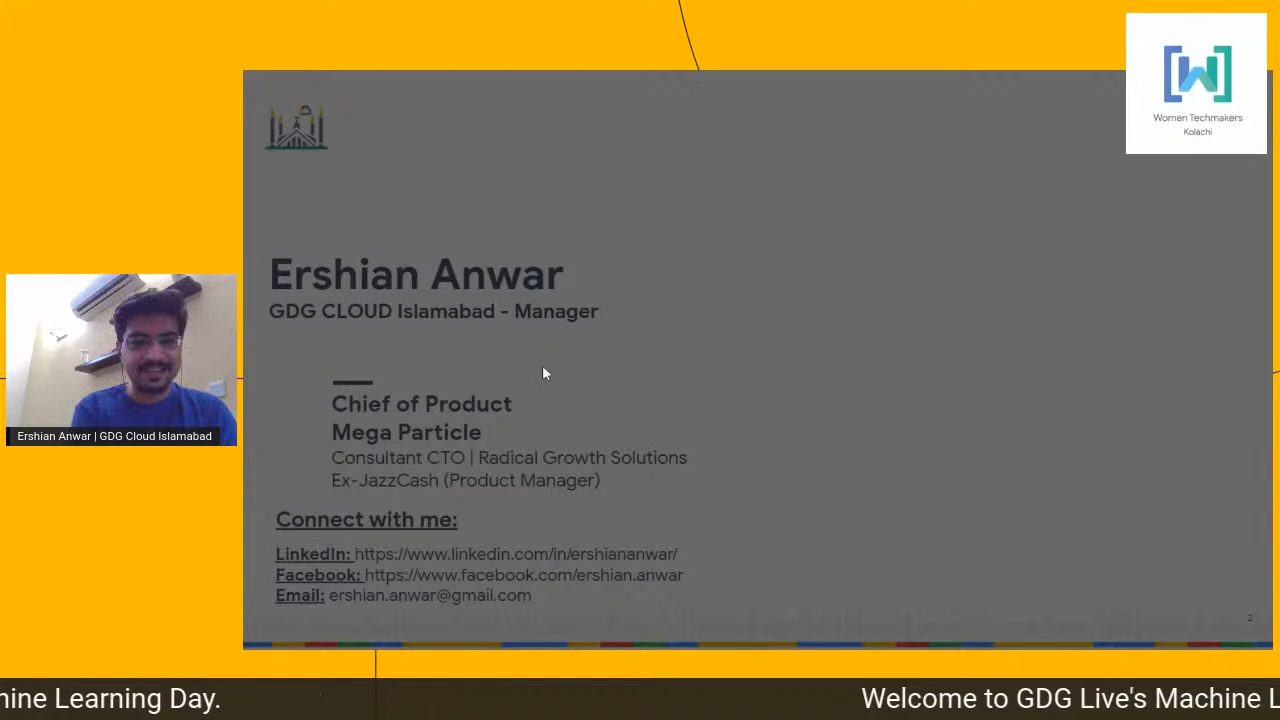 Women Techmakers
Kolachi
Ershian Anwar
GDG CLOUD Islamabad - Manager
Chief of Product
Mega Particle
Consultant CTO | Radical Growth Solutions
Ex-JazzCash (Product Manager)
Connect with me:
LinkedIn: https://www.linkedin.com/in/ershiananwar/
Facebook: https://www.facebook.com/ershian.anwar
Email: ershian.anwar@gmail.com
2
Ershian Anwar | GDG Cloud Islamabad
hine Learning Day.
Welcome to GDG Live's Machine L